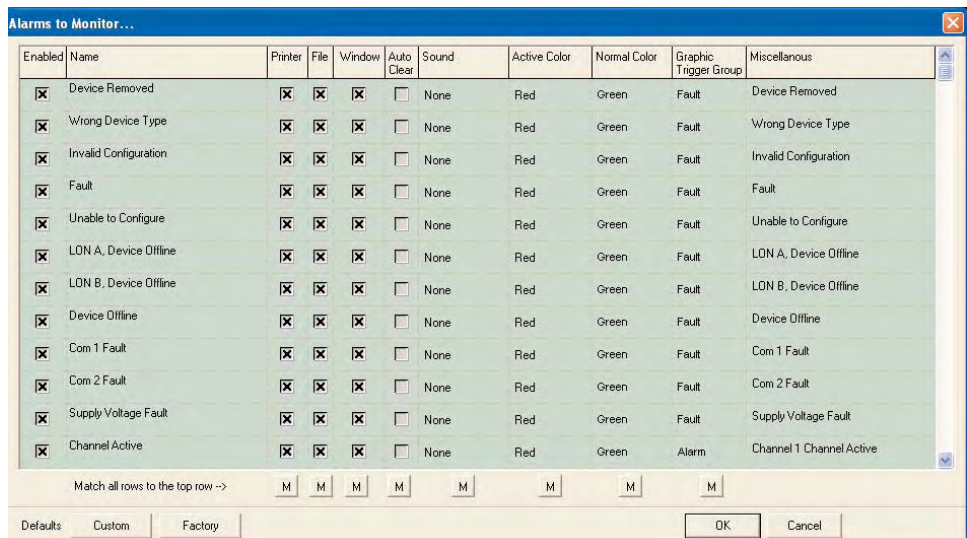 Alarms to Monitor...
Enabled Name Printer File Window Auto Clear Sound Active Color Normal Color Graphic Trigger Group Miscellanous
Device Removed None Red Green Fault Device Removed
Wrong Device Type None Red Green Fault Wrong Device Type
Invalid Configuration None Red Green Fault Invalid Configuration
Fault None Red Green Fault Fault
Unable to Configure None Red Green Fault Unable to Configure
LON A, Device Offline None Red Green Fault LON A, Device Offline
LON B, Device Offline None Red Green Fault LON B, Device Offline
Device Offline None Red Green Fault Device Offline
Com 1 Fault None Red Green Fault Com 1 Fault
Com 2 Fault None Red Green Fault Com 2 Fault
Supply Voltage Fault None Red Green Fault Supply Voltage Fault
Channel Active None Red Green Alarm Channel 1 Channel Active
Match all rows to the top row --> M M M M M M M M
Defaults Custom Factory OK Cancel